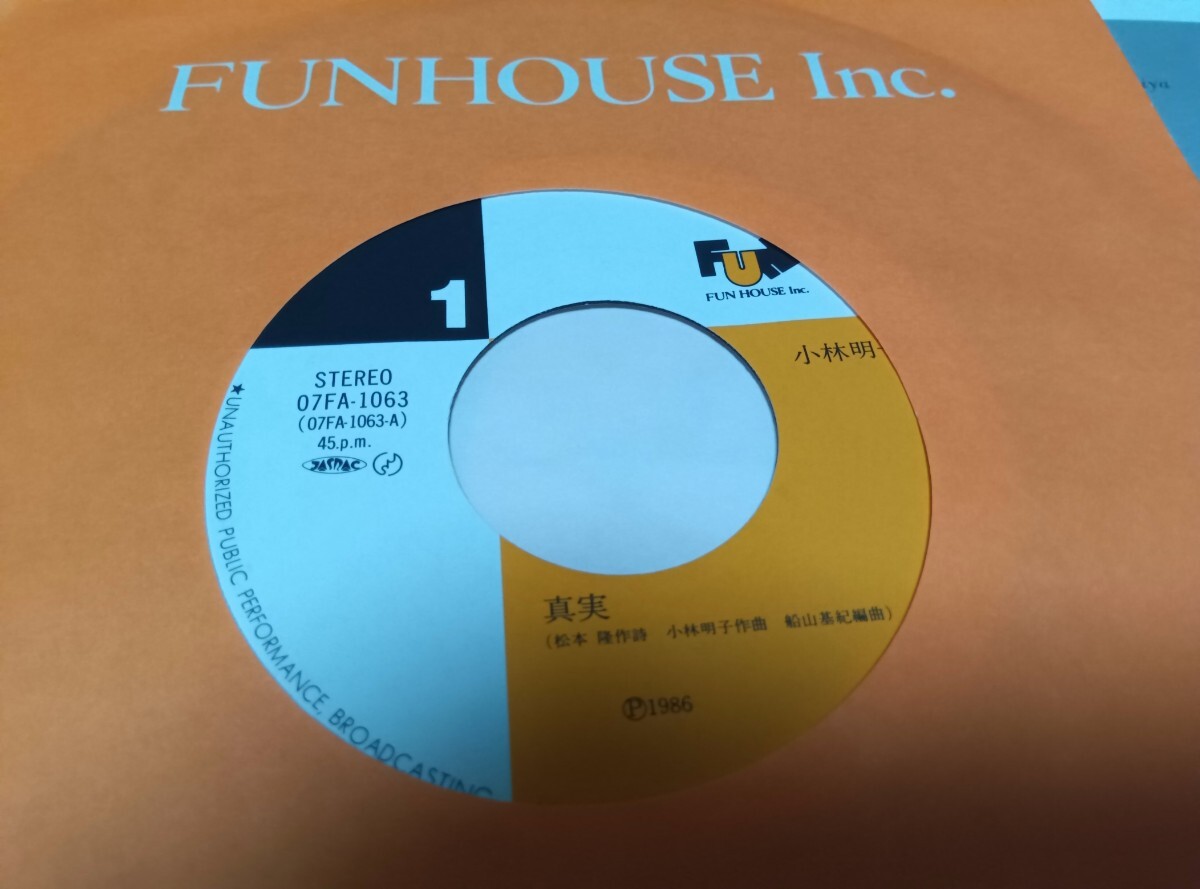 FUNHOUSE Inc.
1
FUN
FUN HOUSE Inc.
小林明
STEREO
07FA-1063
(07FA-1063-A)
45.p.m.
JASRAC
真実
(松本 隆作詩 小林明子作曲 船山基紀編曲)
Ⓟ1986
★UNAUTHORIZED PUBLIC PERFORMANCE, BROADCASTING